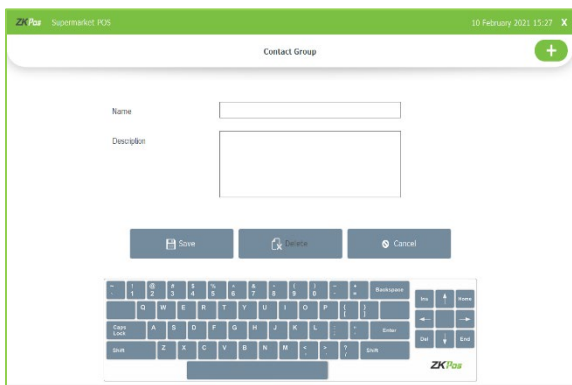 ZKPos Supermarket POS 10 February 2021 15:27 X
Contact Group
+
Name
Description
Save Delete Cancel
Backspace
Q W E R T Y U I O P
Caps Lock A S D F G H J K L Enter
Shift Z X C V B N M Shift
Ins Home
Del End
ZKPos